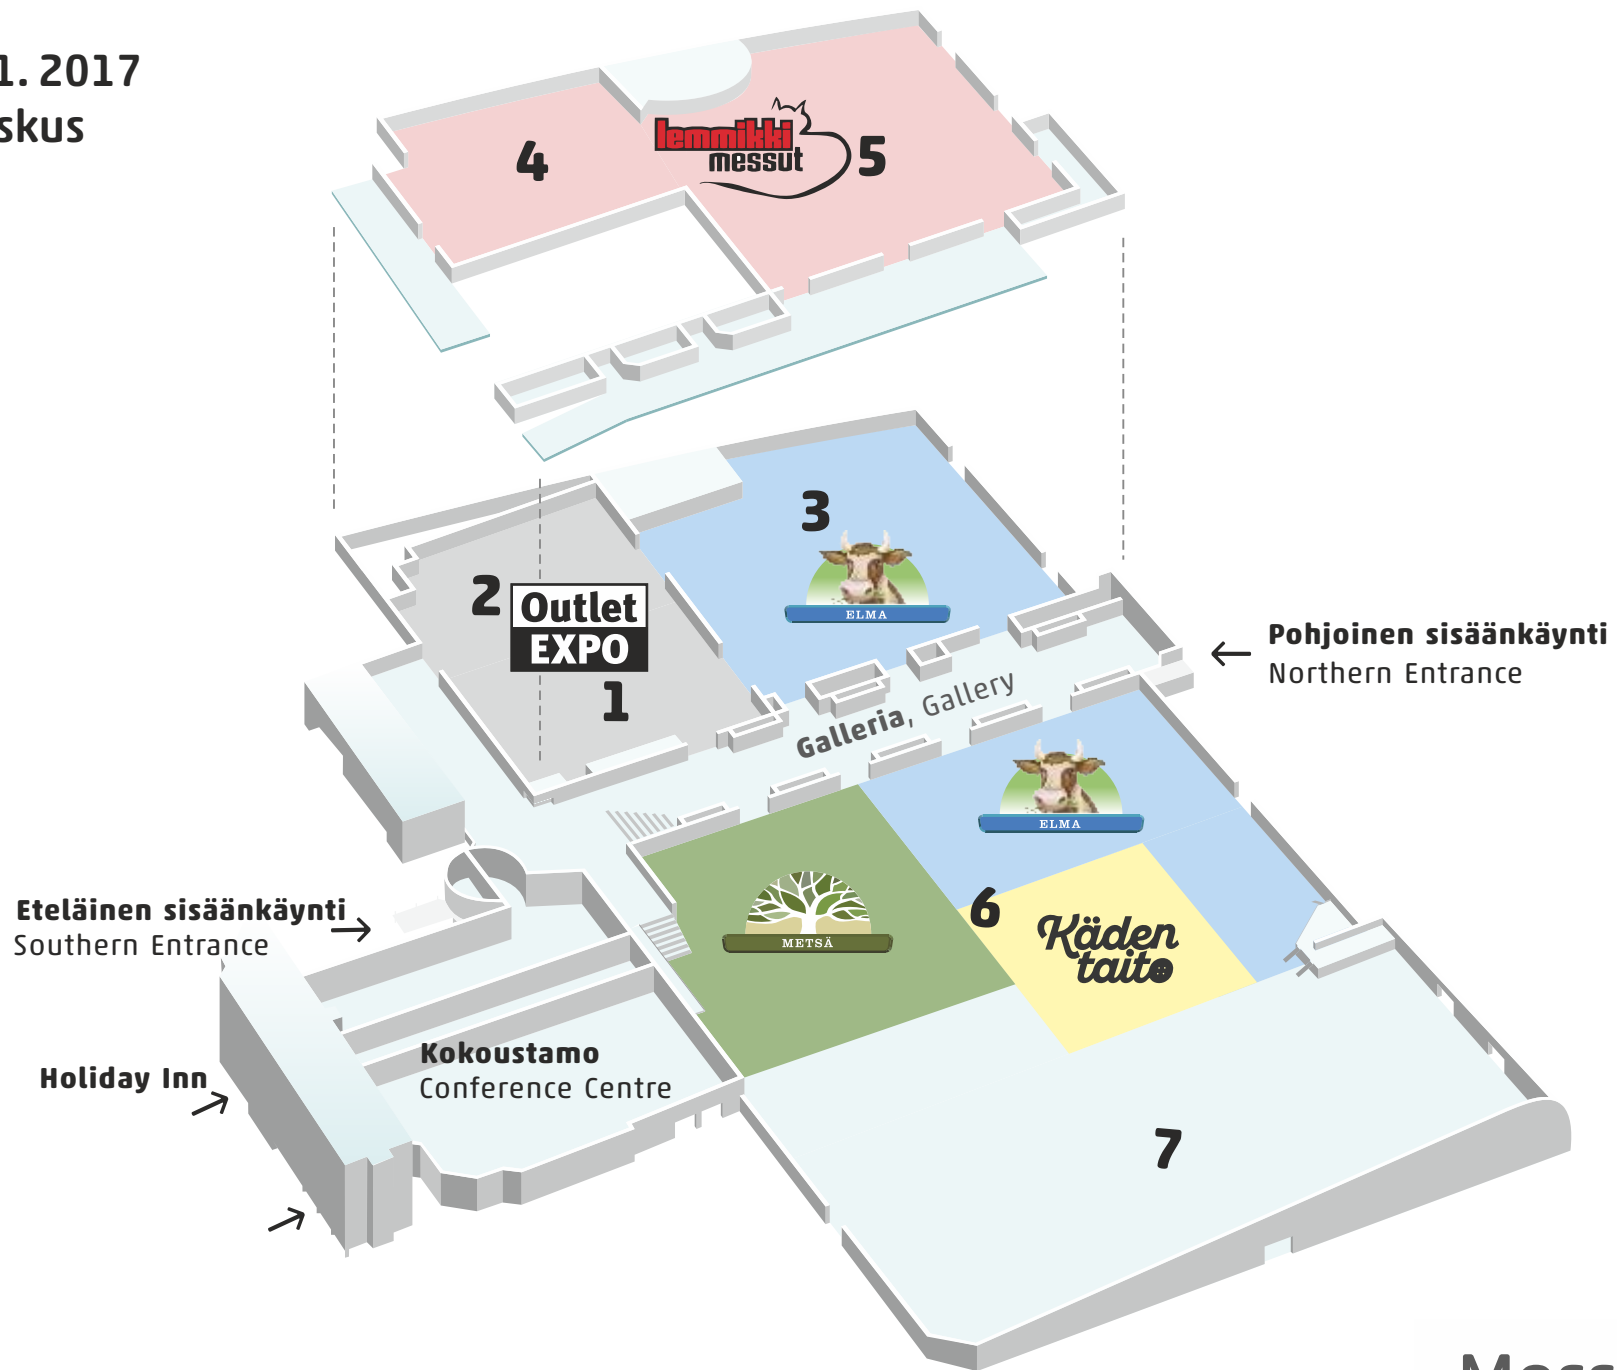 1. 2017
skus
4
lemmikki
messut
5
3
ELMA
2
Outlet
EXPO
1
Galleria, Gallery
Pohjoinen sisäänkäynti
Northern Entrance
ELMA
METSÄ
6
Käden
taito
Eteläinen sisäänkäynti
Southern Entrance
Kokoustamo
Conference Centre
Holiday Inn
7